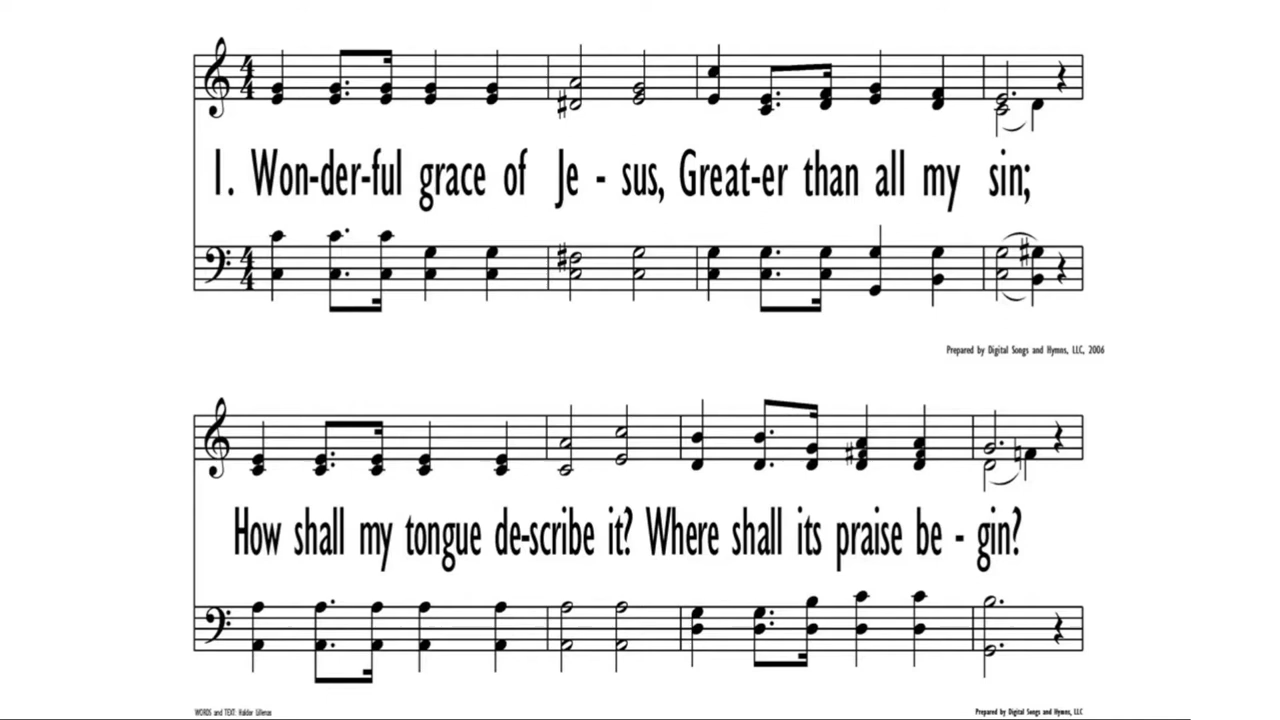 1. Won-der-ful grace of Je - sus, Great-er than all my sin;
Prepared by Digital Songs and Hymns, LLC, 2006
How shall my tongue de-scribe it? Where shall its praise be - gin?
WORDS and TEXT: Haldor Lillenas
Prepared by Digital Songs and Hymns, LLC